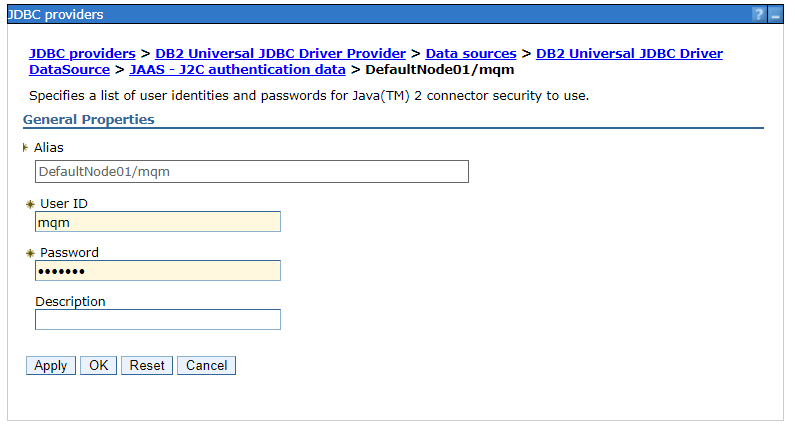 JDBC providers ? –
JDBC providers > DB2 Universal JDBC Driver Provider > Data sources > DB2 Universal JDBC Driver
DataSource > JAAS - J2C authentication data > DefaultNode01/mqm
Specifies a list of user identities and passwords for Java(TM) 2 connector security to use.
General Properties
Alias
DefaultNode01/mqm
User ID
mqm
Password
•••••••
Description
Apply OK Reset Cancel